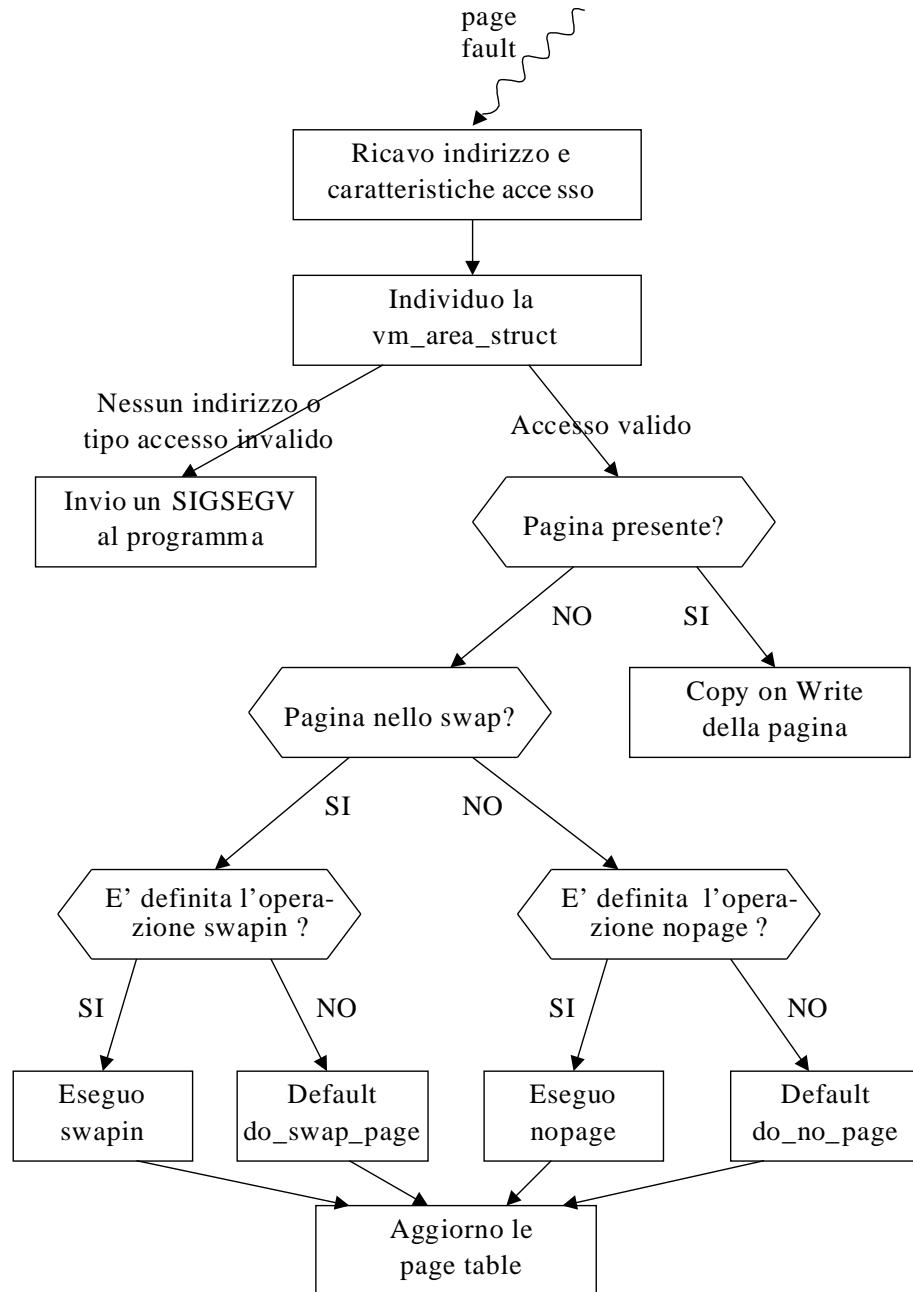 page
fault
Ricavo indirizzo e
caratteristiche accesso
Individuo la
vm_area_struct
Nessun indirizzo o
tipo accesso invalido
Accesso valido
Invio un SIGSEGV
al programma
Pagina presente?
NO
SI
Copy on Write
della pagina
Pagina nello swap?
SI
NO
E' definita l'opera-
zione swapin ?
E' definita l'opera-
zione nopage ?
SI
NO
SI
NO
Eseguo
swapin
Default
do_swap_page
Eseguo
nopage
Default
do_no_page
Aggiorno le
page table